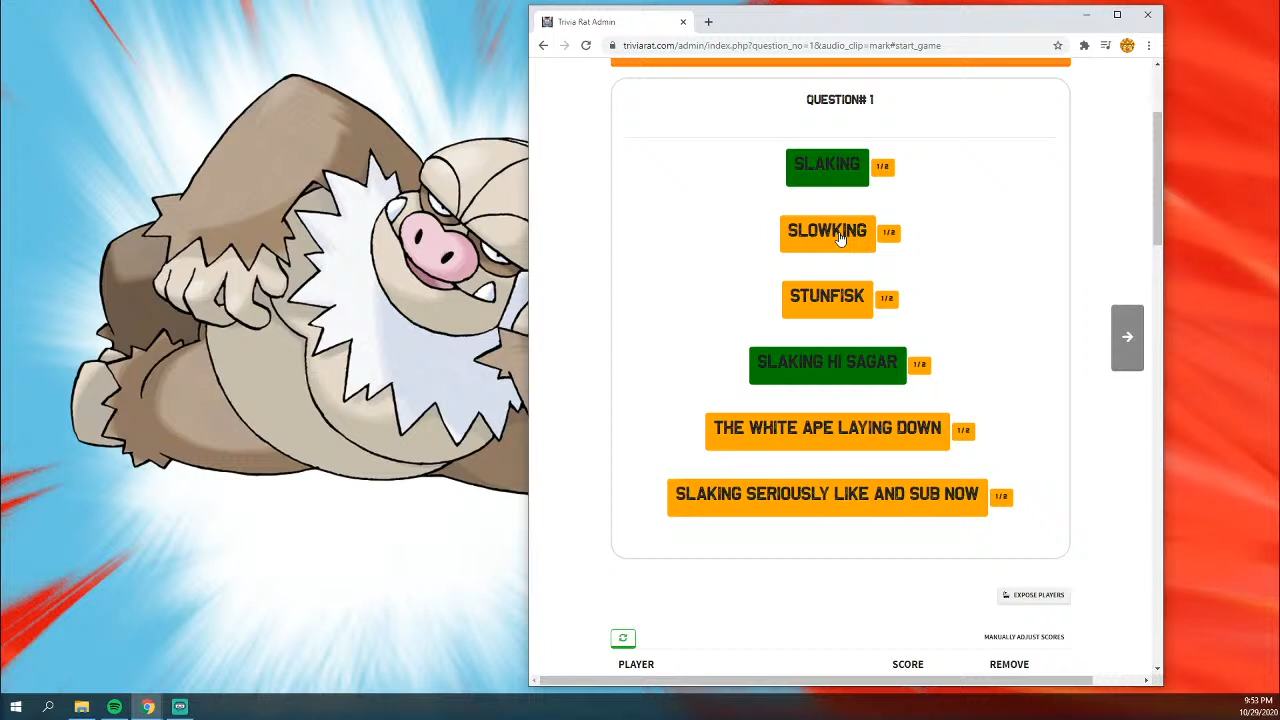 Trivia Rat Admin
triviarat.com/admin/index.php?question_no=1&audio_clip=mark#start_game
QUESTION# 1
SLAKING 1/2
SLOWKING 1/2
STUNFISK 1/2
SLAKING HI SAGAR 1/2
THE WHITE APE LAYING DOWN 1/2
SLAKING SERIOUSLY LIKE AND SUB NOW 1/2
EXPOSE PLAYERS
MANUALLY ADJUST SCORES
PLAYER SCORE REMOVE
9:53 PM
10/29/2020